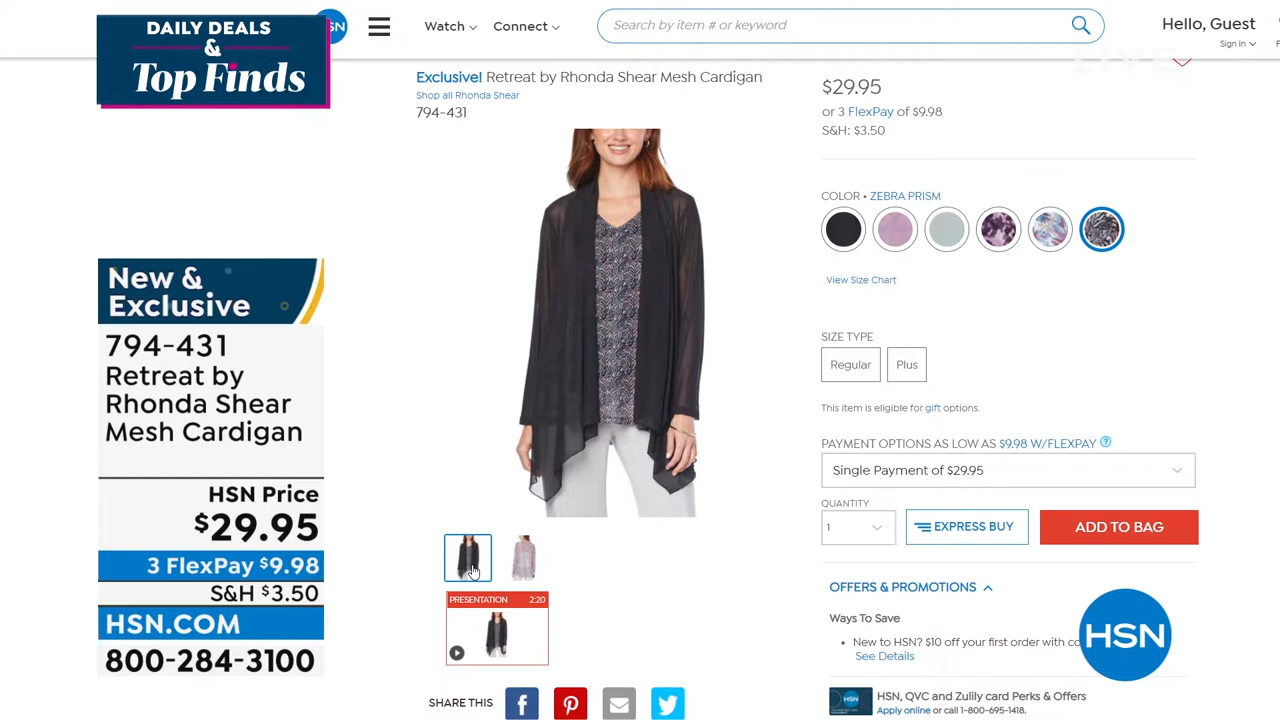 DAILY DEALS
&
Top Finds
SN
Watch
Connect
Search by item # or keyword
Hello, Guest
Sign In
LIVE
Exclusive! Retreat by Rhonda Shear Mesh Cardigan
Shop all Rhonda Shear
794-431
$29.95
or 3 FlexPay of $9.98
S&H: $3.50
COLOR • ZEBRA PRISM
View Size Chart
SIZE TYPE
Regular
Plus
This item is eligible for gift options.
PAYMENT OPTIONS AS LOW AS $9.98 W/FLEXPAY ?
Single Payment of $29.95
QUANTITY
1
EXPRESS BUY
ADD TO BAG
OFFERS & PROMOTIONS
Ways To Save
• New to HSN? $10 off your first order with
See Details
HSN
HSN, QVC and Zulily card Perks & Offers
Apply online or call 1-800-695-1418.
PRESENTATION 2:20
SHARE THIS
New &
Exclusive
794-431
Retreat by
Rhonda Shear
Mesh Cardigan
HSN Price
$29.95
3 FlexPay $9.98
S&H $3.50
HSN.COM
800-284-3100